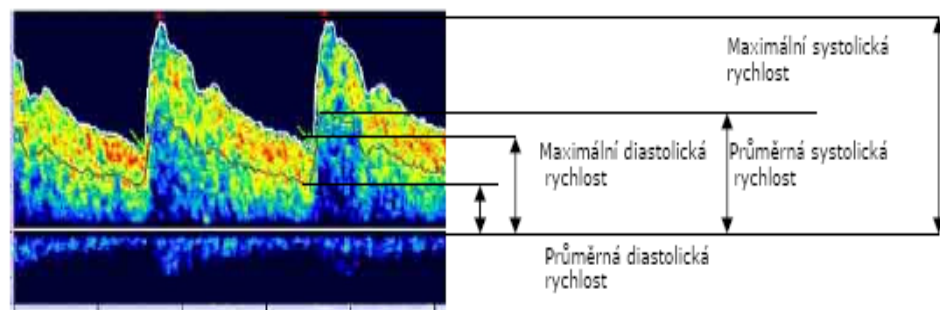 Maximální systolická
rychlost
Maximální diastolická
rychlost
Průměrná systolická
rychlost
Průměrná diastolická
rychlost